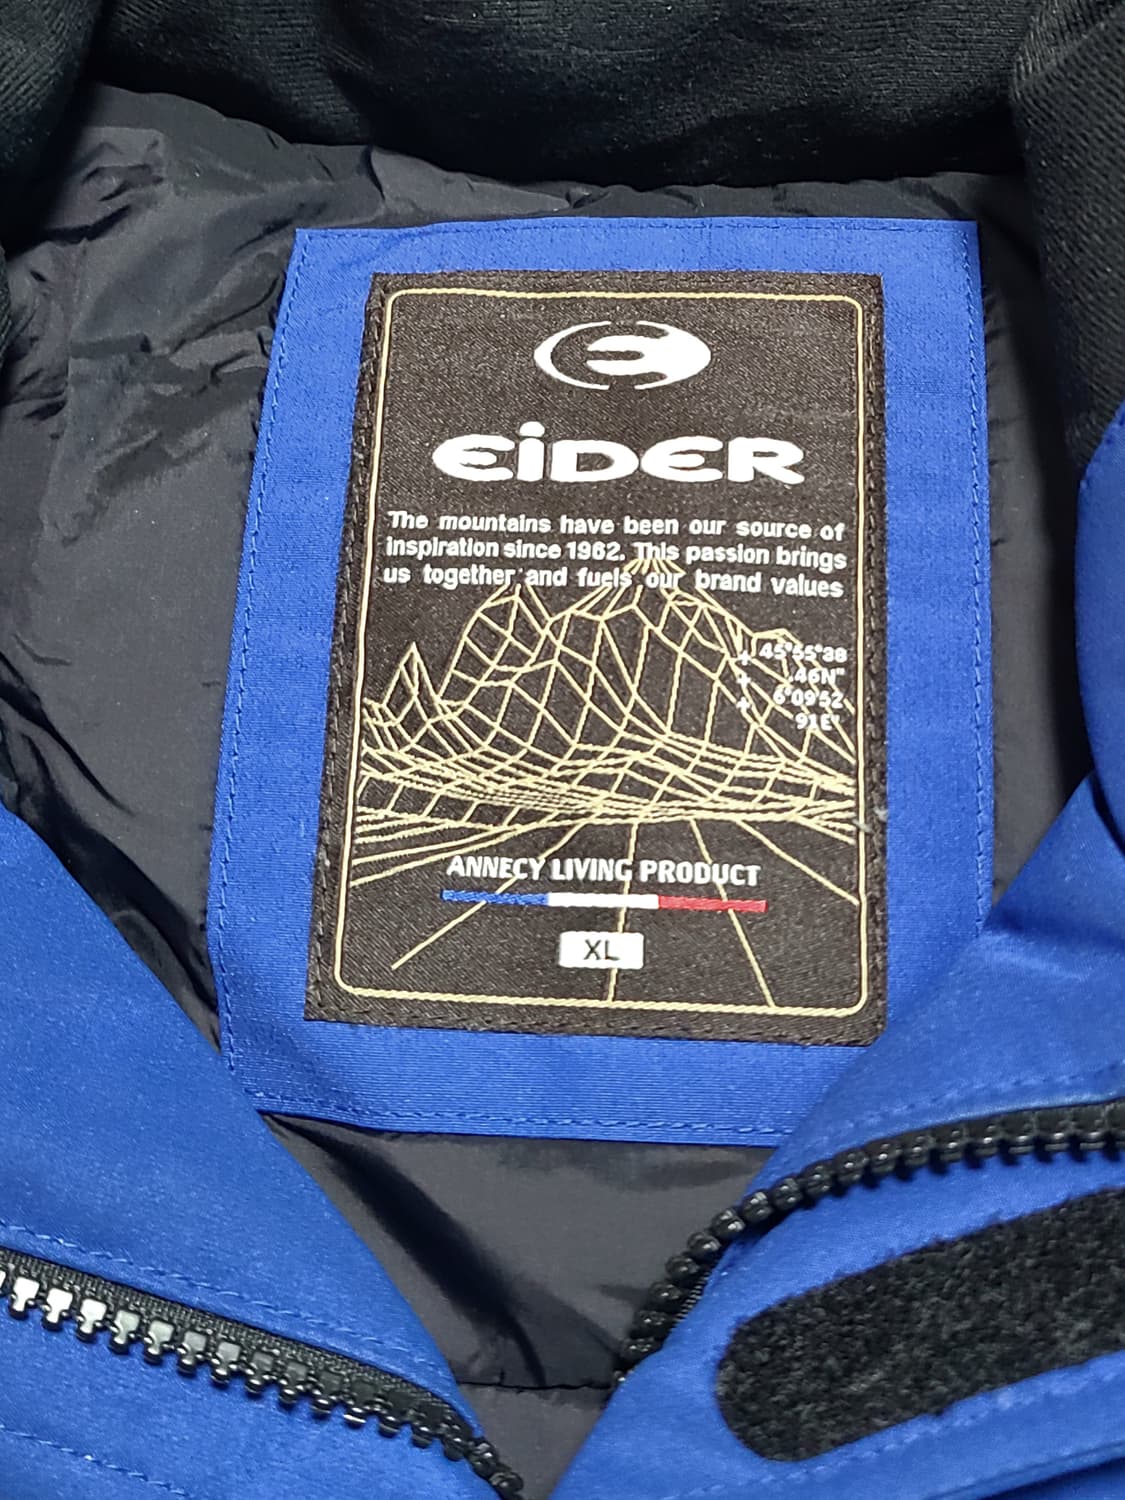 EiDER
The mountains have been our source of
inspiration since 1962. This passion brings
us together and fuels our brand values
45°55'38
.46N"
6°09'52
91E"
ANNECY LIVING PRODUCT
XL